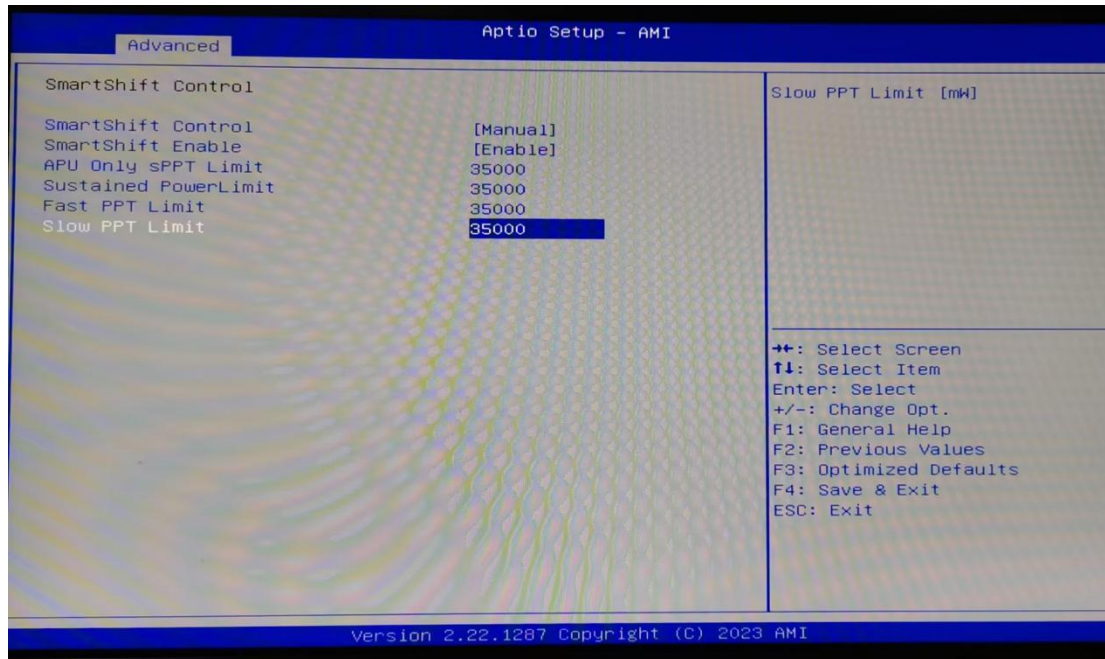 Aptio Setup - AMI
Advanced
SmartShift Control
SmartShift Control [Manual]
SmartShift Enable [Enable]
APU Only sPPT Limit 35000
Sustained PowerLimit 35000
Fast PPT Limit 35000
Slow PPT Limit 35000
Slow PPT Limit [mW]
→←: Select Screen
↑↓: Select Item
Enter: Select
+/-: Change Opt.
F1: General Help
F2: Previous Values
F3: Optimized Defaults
F4: Save & Exit
ESC: Exit
Version 2.22.1287 Copyright (C) 2023 AMI